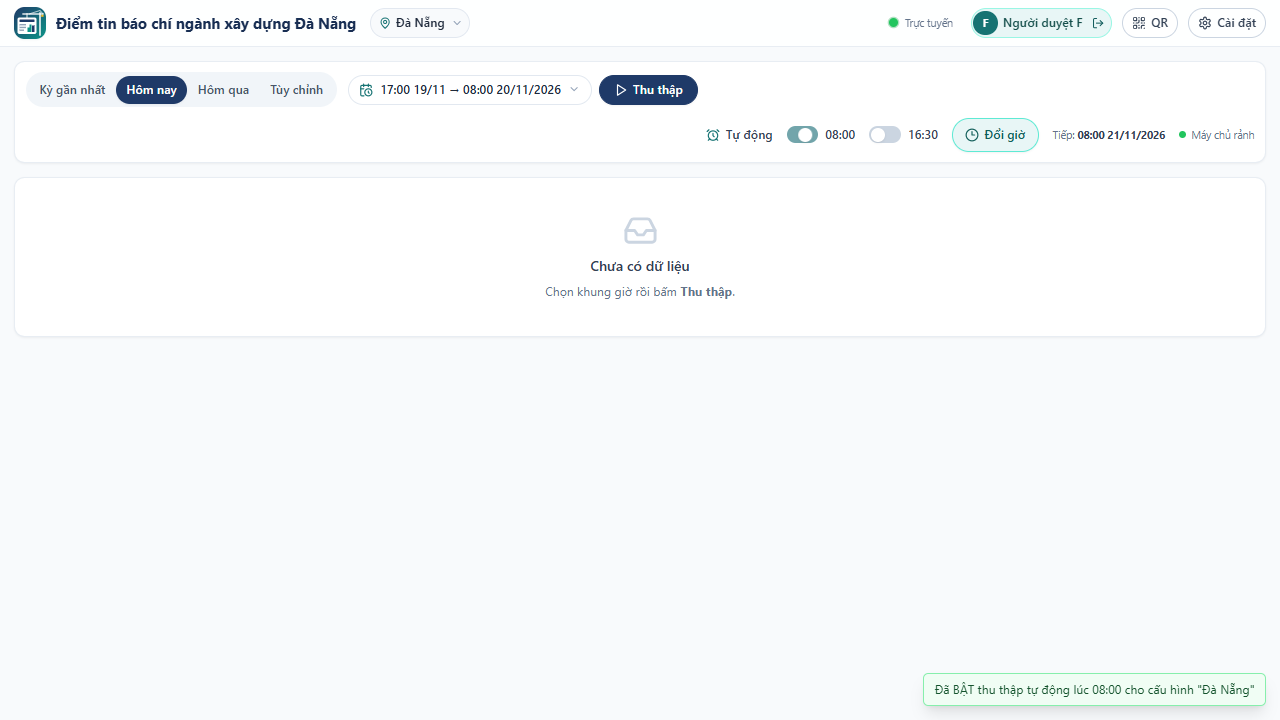 Điểm tin báo chí ngành xây dựng Đà Nẵng
Đà Nẵng
Trực tuyến
F
Người duyệt F
QR
Cài đặt
Kỳ gần nhất
Hôm nay
Hôm qua
Tùy chỉnh
17:00 19/11 → 08:00 20/11/2026
Thu thập
Tự động
08:00
16:30
Đổi giờ
Tiếp: 08:00 21/11/2026
Máy chủ rảnh
Chưa có dữ liệu
Chọn khung giờ rồi bấm Thu thập.
Đã BẬT thu thập tự động lúc 08:00 cho cấu hình "Đà Nẵng"